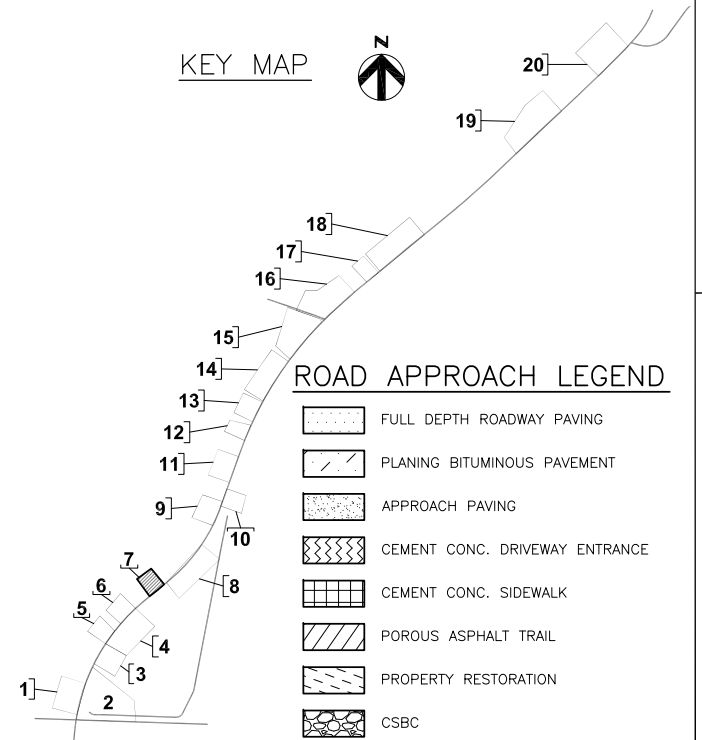 N
KEY MAP
20
19
18
17
16
15
14
13
12
11
9
10
7
8
6
5
4
3
1
2
ROAD APPROACH LEGEND
FULL DEPTH ROADWAY PAVING
PLANING BITUMINOUS PAVEMENT
APPROACH PAVING
CEMENT CONC. DRIVEWAY ENTRANCE
CEMENT CONC. SIDEWALK
POROUS ASPHALT TRAIL
PROPERTY RESTORATION
CSBC